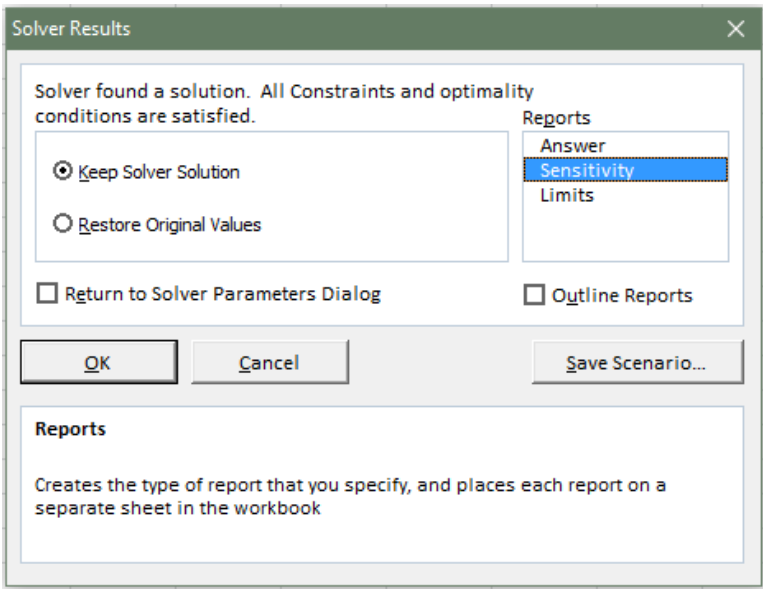 Solver Results
Solver found a solution.  All Constraints and optimality
conditions are satisfied.
Reports
Keep Solver Solution
Restore Original Values
Answer
Sensitivity
Limits
Return to Solver Parameters Dialog
Outline Reports
OK
Cancel
Save Scenario...
Reports
Creates the type of report that you specify, and places each report on a
separate sheet in the workbook